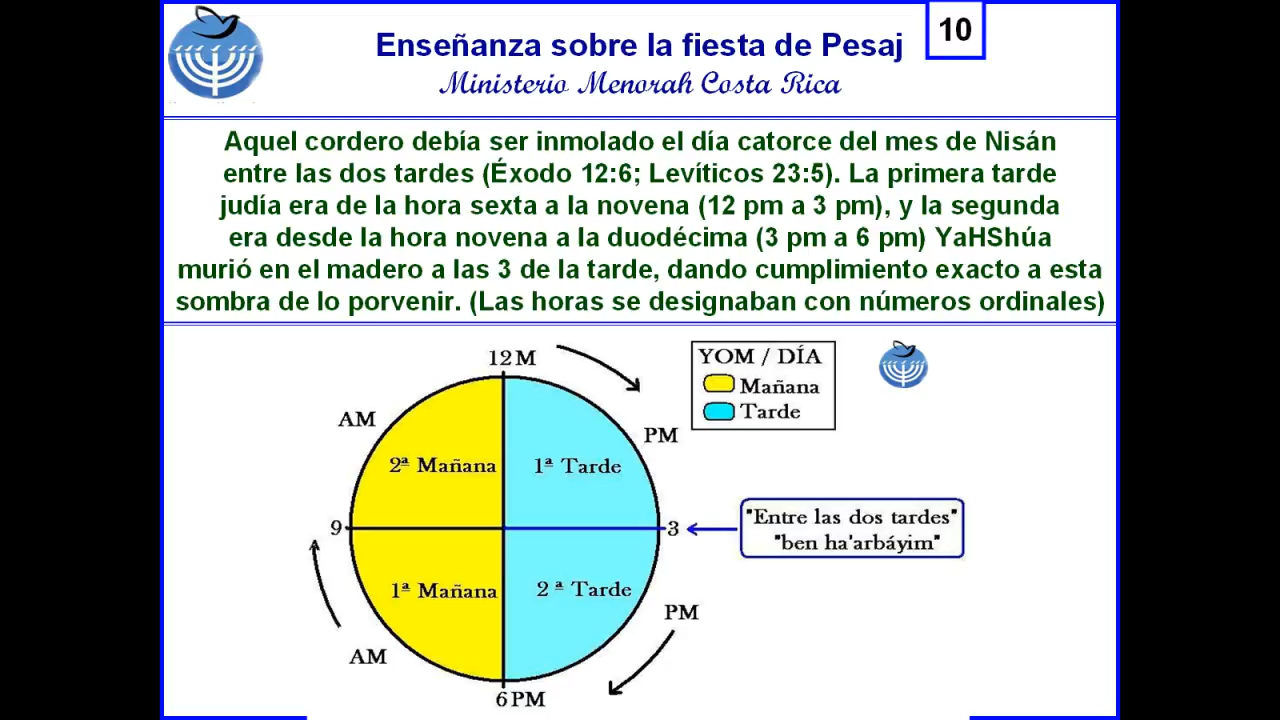 10
Enseñanza sobre la fiesta de Pesaj
Ministerio Menorah Costa Rica
Aquel cordero debía ser inmolado el día catorce del mes de Nisán
entre las dos tardes (Éxodo 12:6; Levíticos 23:5). La primera tarde
judía era de la hora sexta a la novena (12 pm a 3 pm), y la segunda
era desde la hora novena a la duodécima (3 pm a 6 pm) YaHShúa
murió en el madero a las 3 de la tarde, dando cumplimiento exacto a esta
sombra de lo porvenir. (Las horas se designaban con números ordinales)
12 M
YOM / DÍA
Mañana
Tarde
AM
PM
2ª Mañana
1ª Tarde
9
3
"Entre las dos tardes"
"ben ha'arbáyim"
1ª Mañana
2 ª Tarde
PM
AM
6 PM